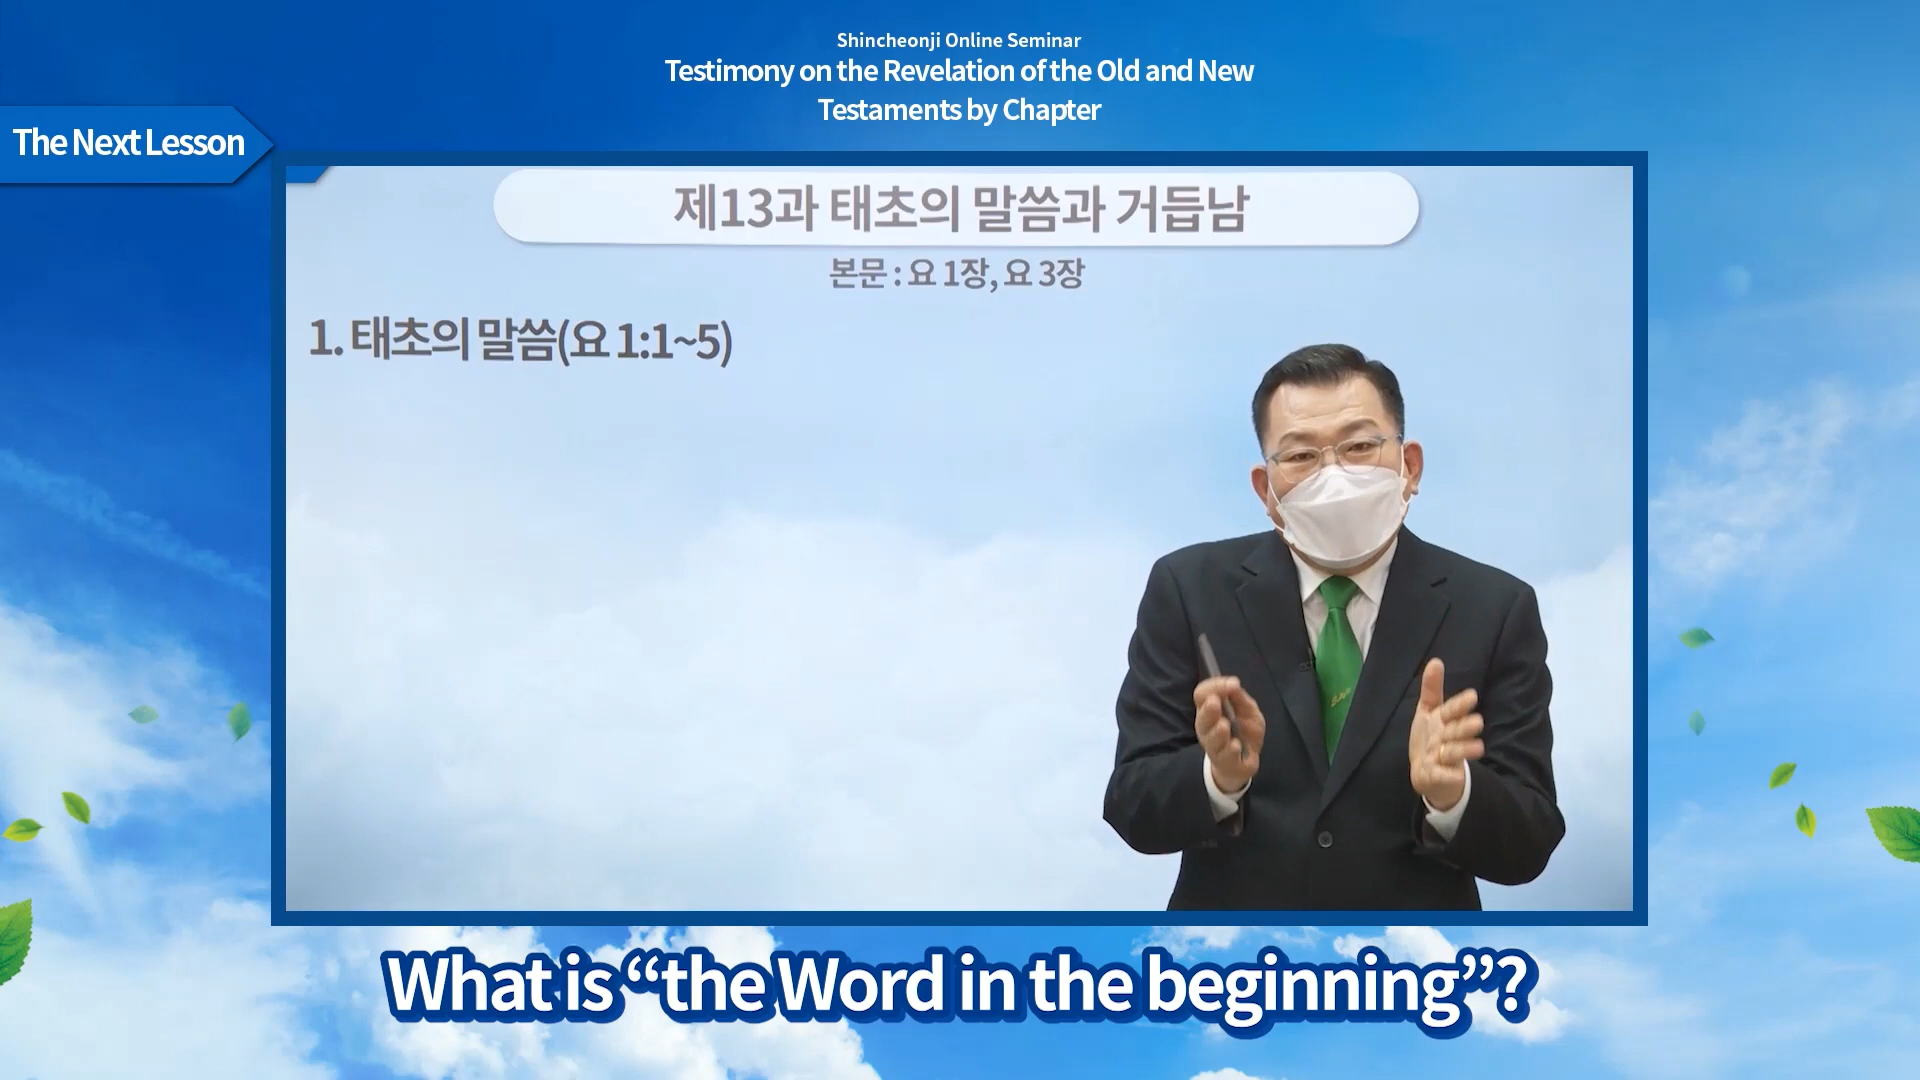 Shincheonji Online Seminar
Testimony on the Revelation of the Old and New
Testaments by Chapter
The Next Lesson
제13과 태초의 말씀과 거듭남
본문 : 요 1장, 요 3장
1. 태초의 말씀(요 1:1~5)
What is “the Word in the beginning”?